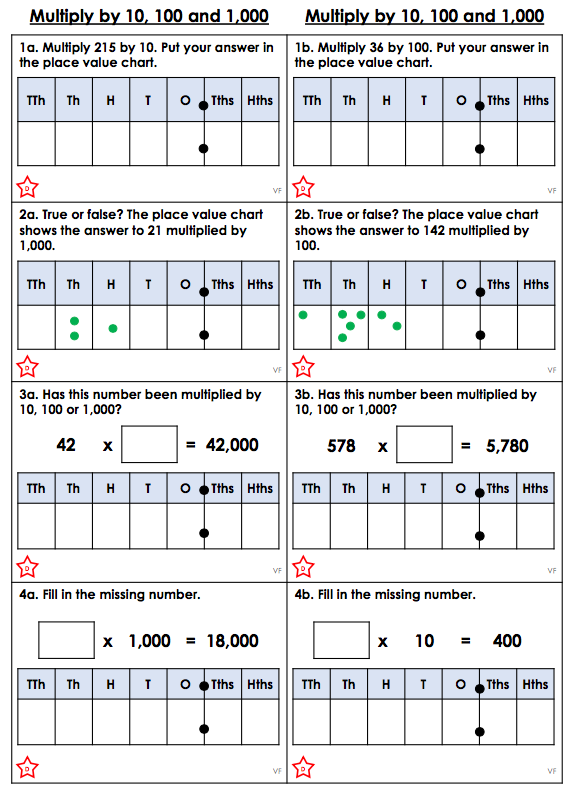 Multiply by 10, 100 and 1,000
Multiply by 10, 100 and 1,000
1a. Multiply 215 by 10. Put your answer in
the place value chart.
TTh Th H T O Tths Hths
D
VF
1b. Multiply 36 by 100. Put your answer in
the place value chart.
TTh Th H T O Tths Hths
D
VF
2a. True or false? The place value chart
shows the answer to 21 multiplied by
1,000.
TTh Th H T O Tths Hths
D
VF
2b. True or false? The place value chart
shows the answer to 142 multiplied by
100.
TTh Th H T O Tths Hths
D
VF
3a. Has this number been multiplied by
10, 100 or 1,000?
42 x = 42,000
TTh Th H T O Tths Hths
D
VF
3b. Has this number been multiplied by
10, 100 or 1,000?
578 x = 5,780
TTh Th H T O Tths Hths
D
VF
4a. Fill in the missing number.
x 1,000 = 18,000
TTh Th H T O Tths Hths
D
VF
4b. Fill in the missing number.
x 10 = 400
TTh Th H T O Tths Hths
D
VF